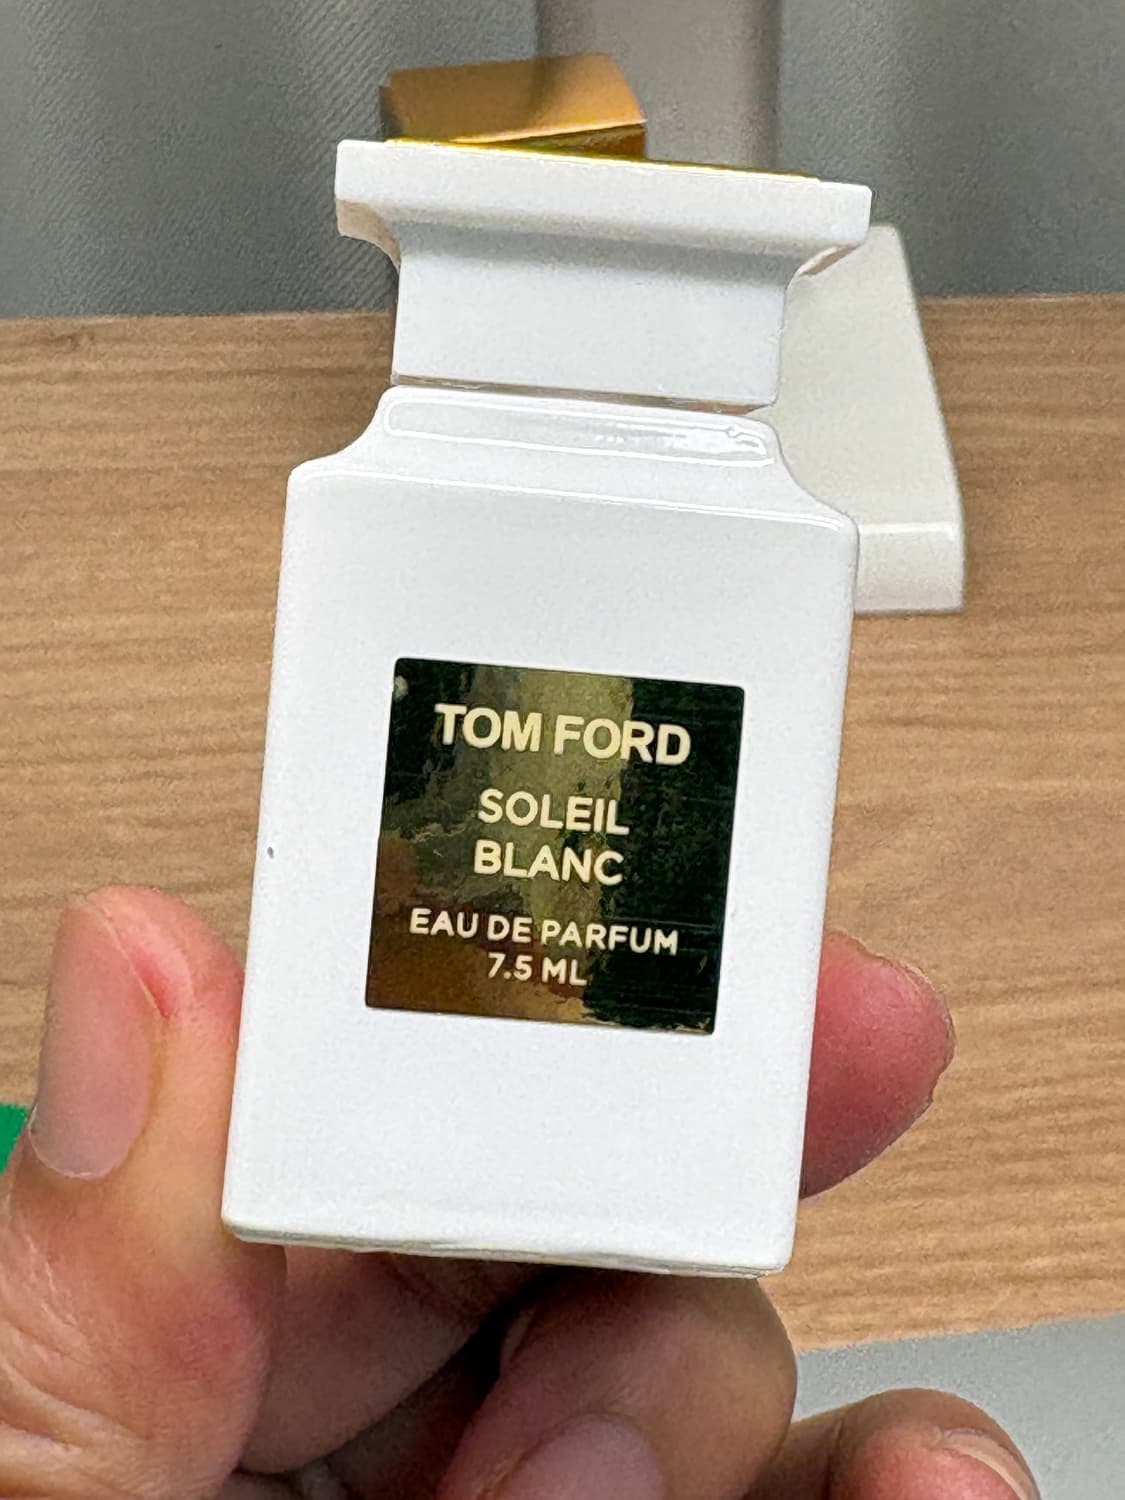 TOM FORD
SOLEIL
BLANC
EAU DE PARFUM
7.5 ML